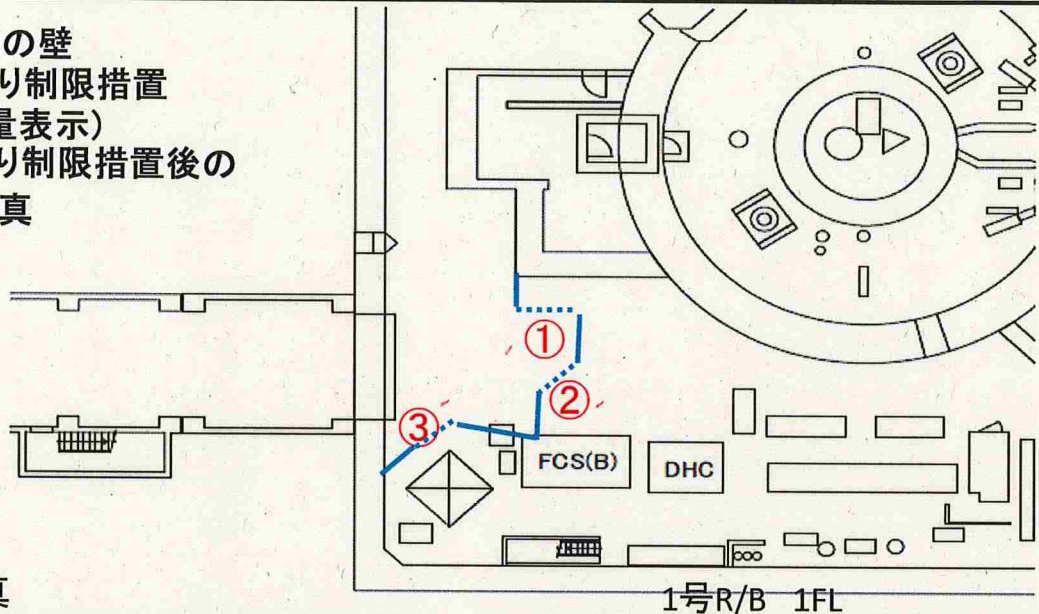 の壁
り制限措置
量表示）
り制限措置後の
真
①
②
③
FCS(B)
DHC
真
1号R/B 1FL